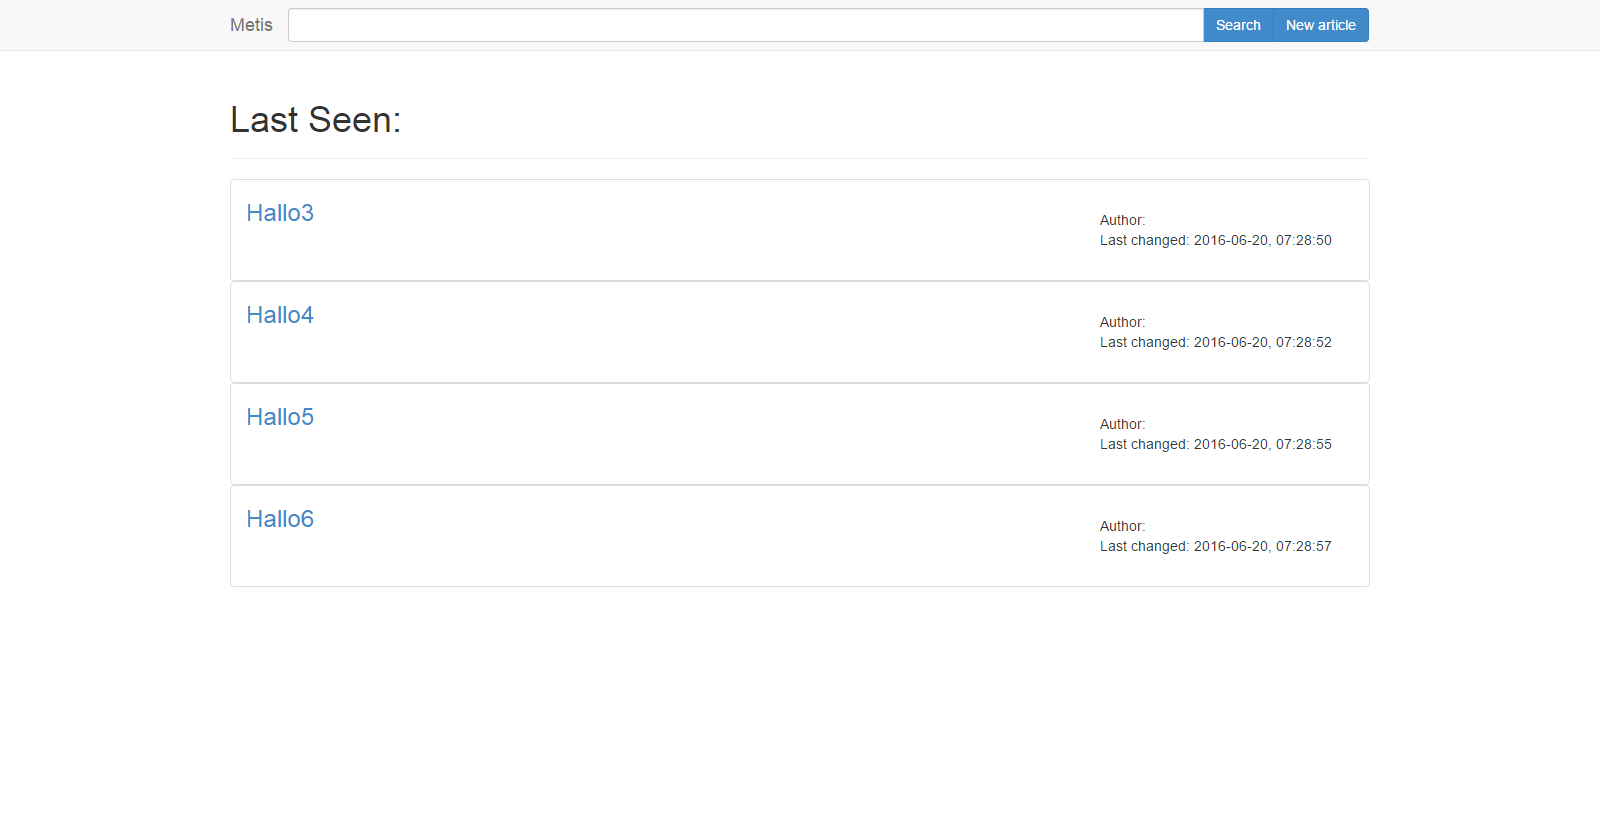 Metis Search New article
Last Seen:
Hallo3
Author:
Last changed: 2016-06-20, 07:28:50
Hallo4
Author:
Last changed: 2016-06-20, 07:28:52
Hallo5
Author:
Last changed: 2016-06-20, 07:28:55
Hallo6
Author:
Last changed: 2016-06-20, 07:28:57